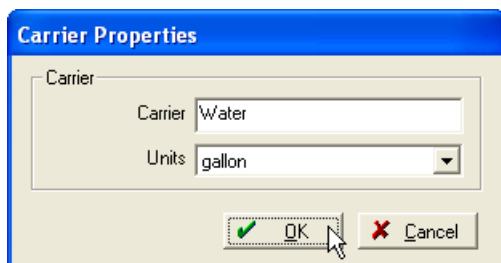 Carrier Properties
Carrier
Carrier Water
Units gallon
OK Cancel